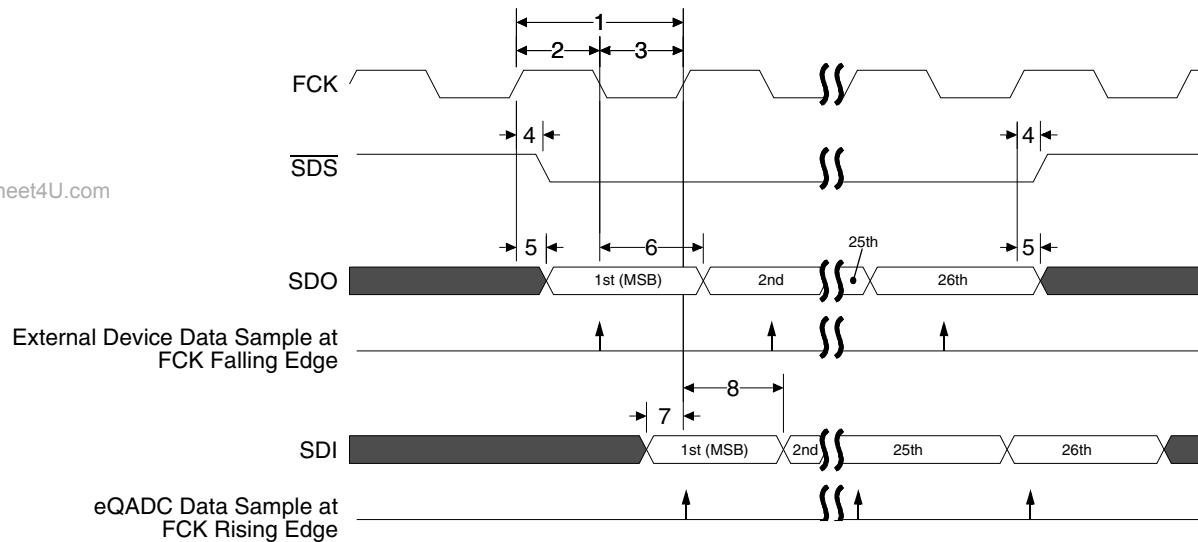 1
2 3
FCK
4 4
SDS
heet4U.com
5 6 25th 5
SDO 1st (MSB) 2nd 26th
External Device Data Sample at
FCK Falling Edge
8
7
SDI 1st (MSB) 2nd 25th 26th
eQADC Data Sample at
FCK Rising Edge